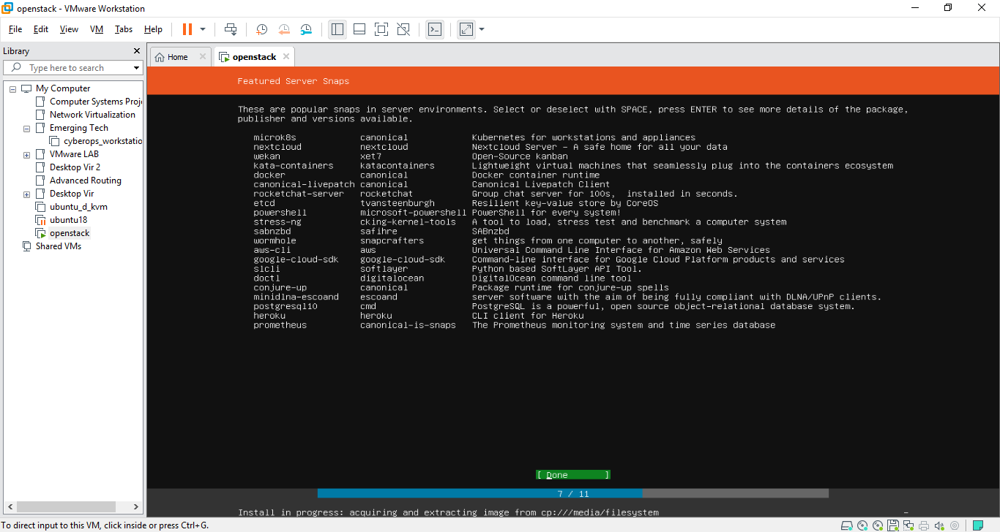 openstack - VMware Workstation
File Edit View VM Tabs Help
Library
Type here to search
My Computer
Computer Systems Proj
Network Virtualization
Emerging Tech
cyberops_workstatio
VMware LAB
Desktop Vir 2
Advanced Routing
Desktop Vir
ubuntu_d_kvm
ubuntu18
openstack
Shared VMs
Home openstack
Featured Server Snaps
These are popular snaps in server environments. Select or deselect with SPACE, press ENTER to see more details of the package,
publisher and versions available.
microk8s canonical Kubernetes for workstations and appliances
nextcloud nextcloud Nextcloud Server - A safe home for all your data
wekan xet7 Open-Source kanban
kata-containers katacontainers Lightweight virtual machines that seamlessly plug into the containers ecosystem
docker canonical Docker container runtime
canonical-livepatch canonical Canonical Livepatch Client
rocketchat-server rocketchat Group chat server for 100s, installed in seconds.
etcd tvansteenburgh Resilient key-value store by CoreOS
powershell microsoft-powershell PowerShell for every system!
stress-ng cking-kernel-tools A tool to load, stress test and benchmark a computer system
sabnzbd safihre SABnzbd
wormhole snapcrafters get things from one computer to another, safely
aws-cli aws Universal Command Line Interface for Amazon Web Services
google-cloud-sdk google-cloud-sdk Command-line interface for Google Cloud Platform products and services
slcli softlayer Python based SoftLayer API Tool.
doctl digitalocean DigitalOcean command line tool
conjure-up canonical Package runtime for conjure-up spells
minidlna-escoand escoand server software with the aim of being fully compliant with DLNA/UPnP clients.
postgresql10 cmd PostgreSQL is a powerful, open source object-relational database system.
heroku heroku CLI client for Heroku
prometheus canonical-is-snaps The Prometheus monitoring system and time series database
[ Done ]
7 / 11
Install in progress: acquiring and extracting image from cp:///media/filesystem
To direct input to this VM, click inside or press Ctrl+G.